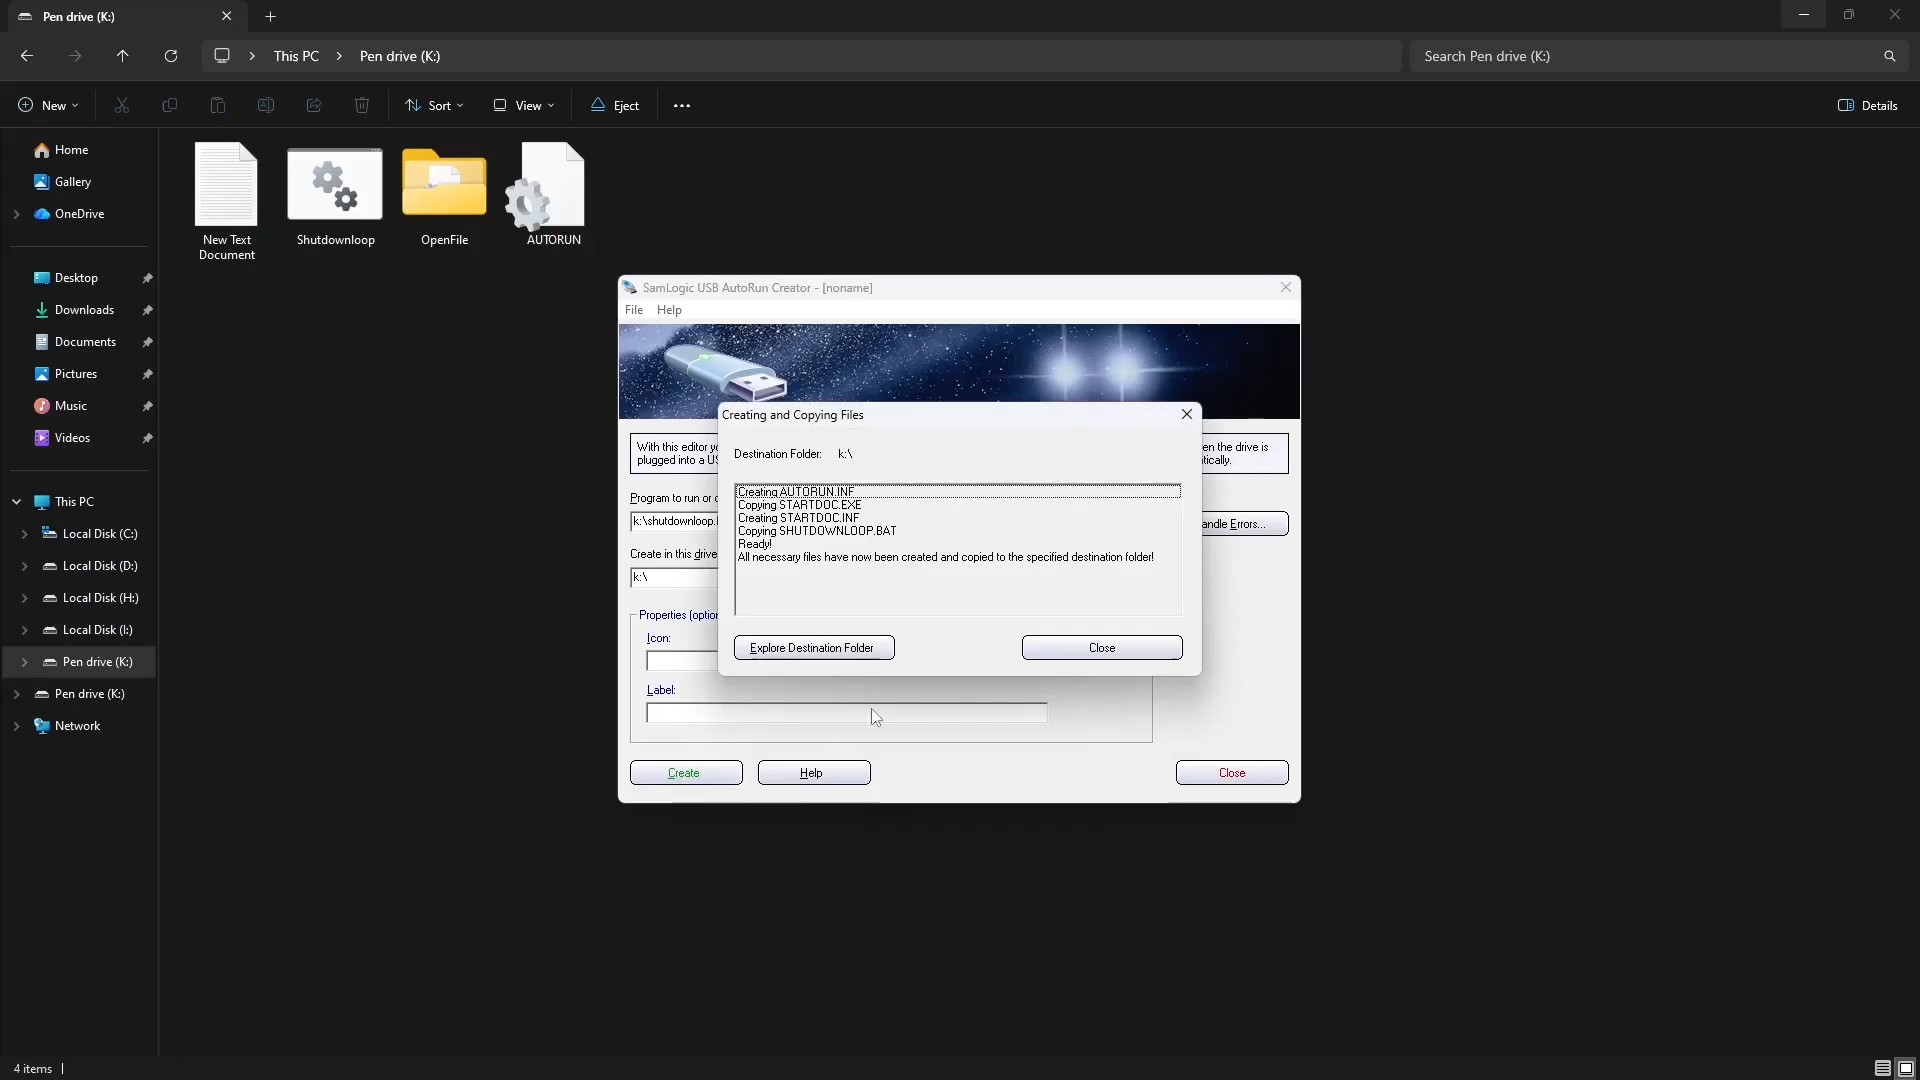 Pen drive (K:)
This PC > Pen drive (K:)
Search Pen drive (K:)
New
Sort
View
Eject
Details
Home
Gallery
OneDrive
Desktop
Downloads
Documents
Pictures
Music
Videos
This PC
Local Disk (C:)
Local Disk (D:)
Local Disk (H:)
Local Disk (I:)
Pen drive (K:)
Pen drive (K:)
Network
New Text
Document
Shutdownloop
OpenFile
AUTORUN
SamLogic USB AutoRun Creator - [noname]
File Help
With this editor
en the drive is
plugged into a
tically.
Program to run or
k:\shutdownloop.
andle Errors...
Create in this drive
k:\
Properties
Icon:
Label:
Create
Help
Close
Creating and Copying Files
Destination Folder: k:\
Creating AUTORUN.INF
Copying STARTDOC.EXE
Creating STARTDOC.INF
Copying SHUTDOWNLOOP.BAT
Ready!
All necessary files have now been created and copied to the specified destination folder!
Explore Destination Folder
Close
4 items